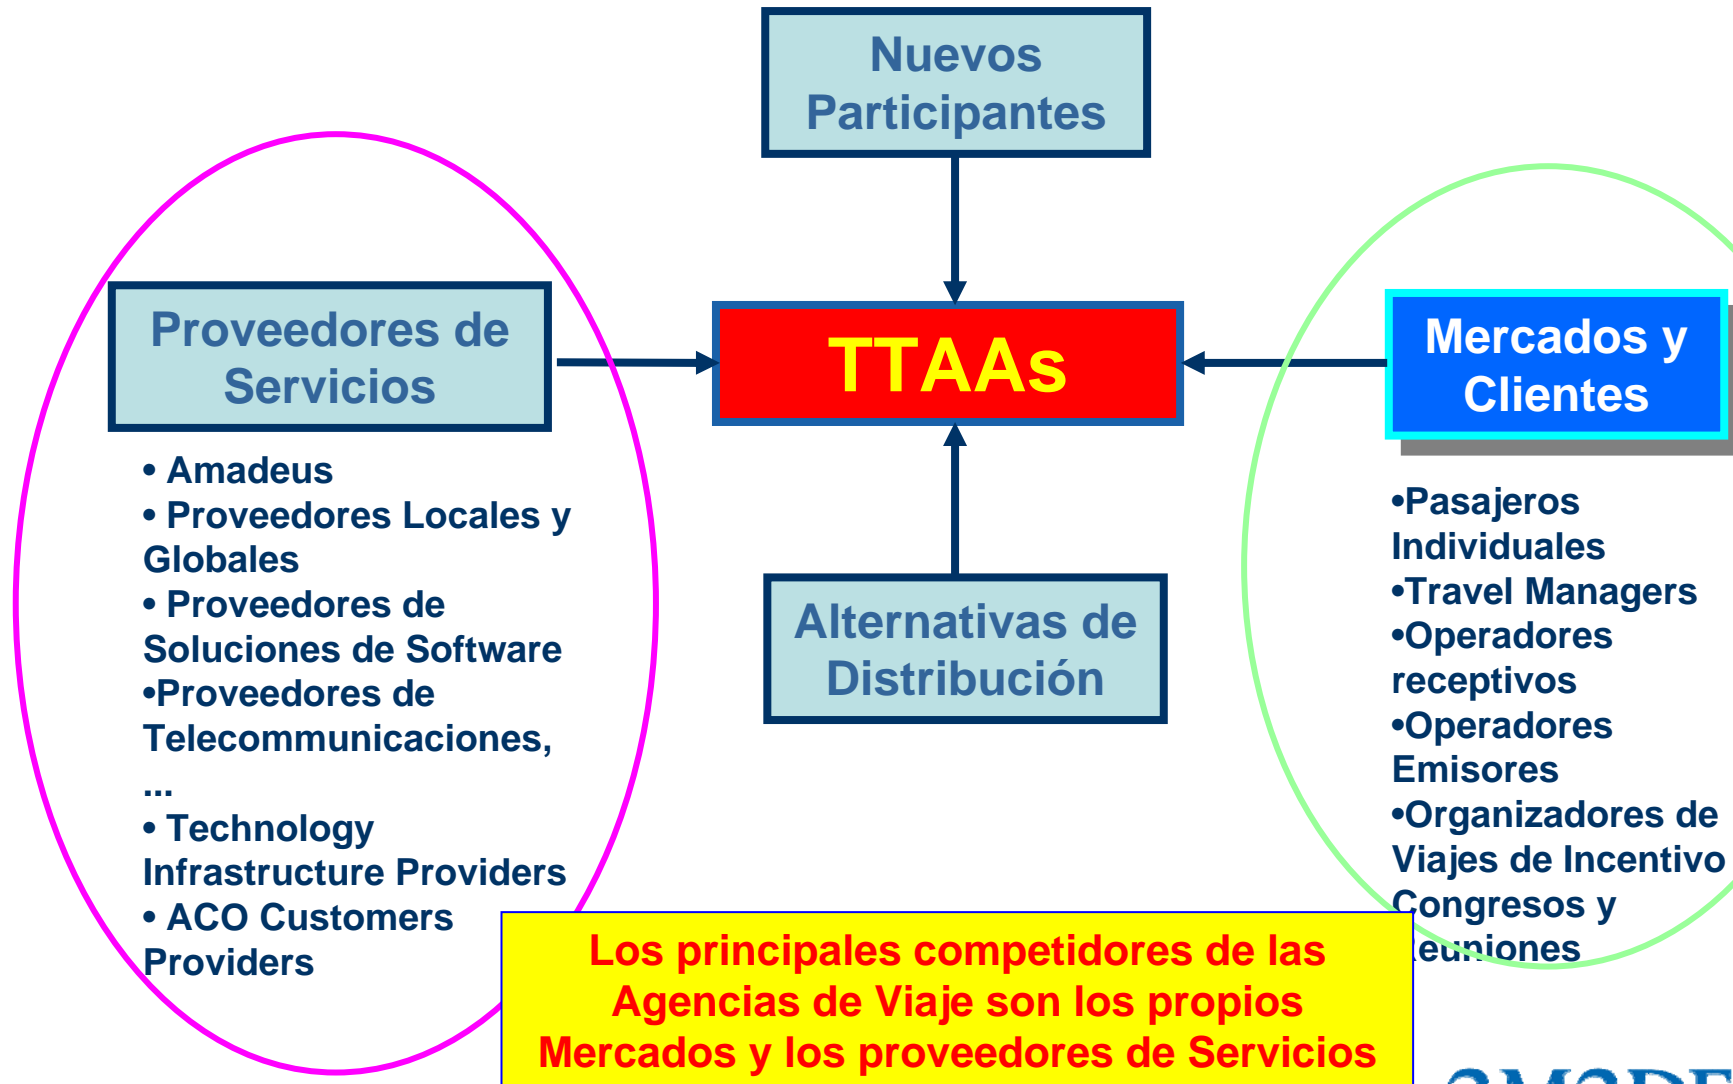 Nuevos
Participantes
Proveedores de
Servicios
TTAAs
Mercados y
Clientes
Alternativas de
Distribución
• Amadeus
• Proveedores Locales y
Globales
• Proveedores de
Soluciones de Software
•Proveedores de
Telecommunicaciones,
...
• Technology
Infrastructure Providers
• ACO Customers
Providers
•Pasajeros
Individuales
•Travel Managers
•Operadores
receptivos
•Operadores
Emisores
•Organizadores de
Viajes de Incentivo
Congresos y
Reuniones
Los principales competidores de las
Agencias de Viaje son los propios
Mercados y los proveedores de Servicios